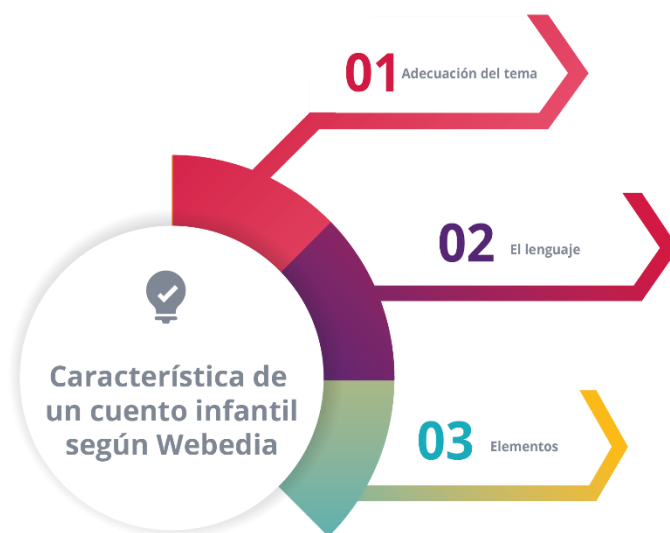 01 Adecuación del tema
02 El lenguaje
Característica de
un cuento infantil
según Webedia
03 Elementos